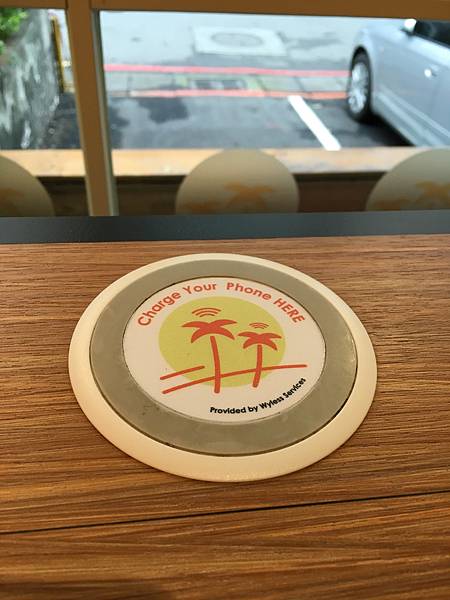 Charge Your Phone HERE
Provided by Wyless Services